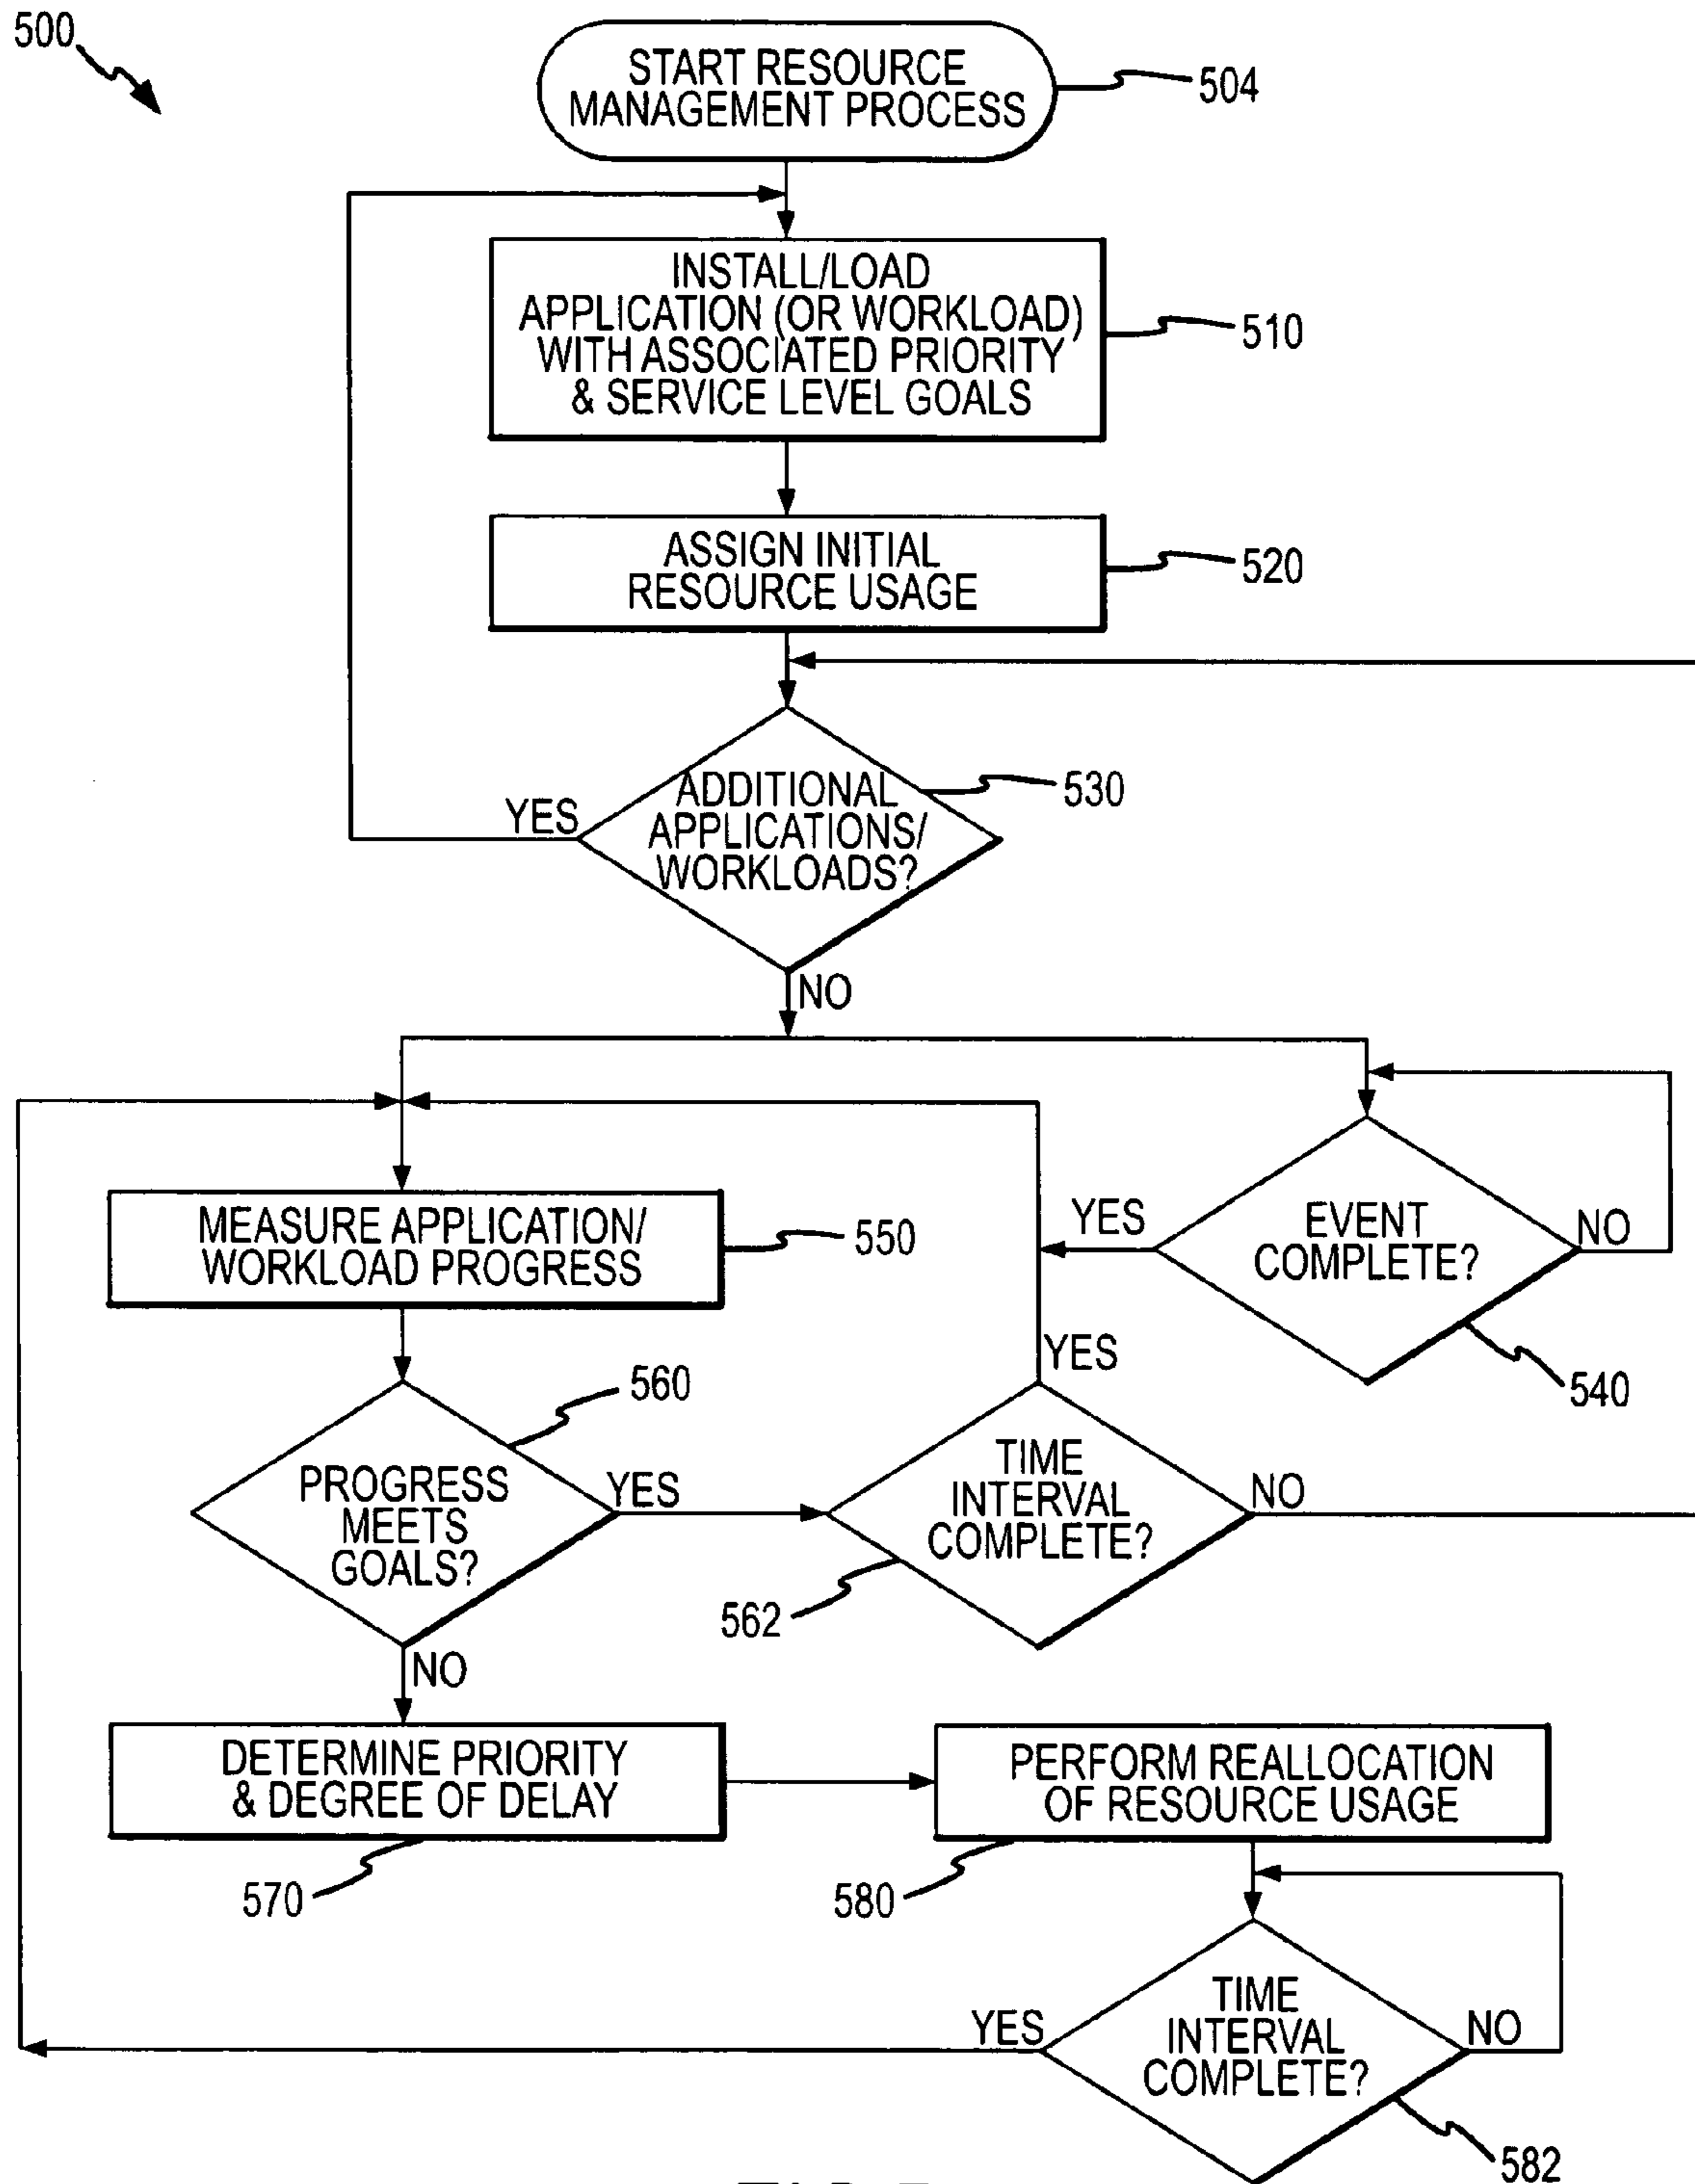 500
START RESOURCE
MANAGEMENT PROCESS
504
INSTALL/LOAD
APPLICATION (OR WORKLOAD)
WITH ASSOCIATED PRIORITY
& SERVICE LEVEL GOALS
510
ASSIGN INITIAL
RESOURCE USAGE
520
ADDITIONAL
APPLICATIONS/
WORKLOADS?
530
YES
NO
MEASURE APPLICATION/
WORKLOAD PROGRESS
550
YES
EVENT
COMPLETE?
NO
540
YES
560
PROGRESS
MEETS
GOALS?
YES
TIME
INTERVAL
COMPLETE?
NO
562
NO
DETERMINE PRIORITY
& DEGREE OF DELAY
570
PERFORM REALLOCATION
OF RESOURCE USAGE
580
YES
TIME
INTERVAL
COMPLETE?
NO
582